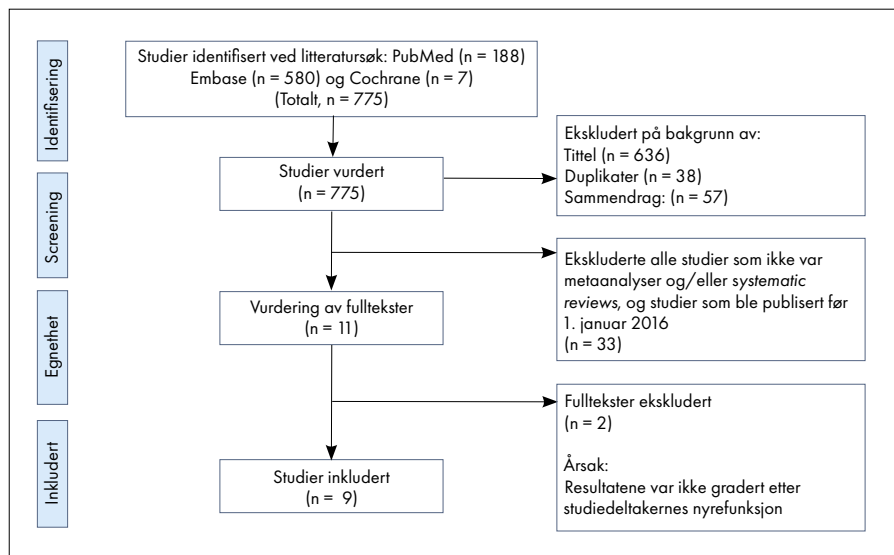 Identifisering
Studier identifisert ved litteratursøk: PubMed (n = 188)
Embase (n = 580) og Cochrane (n = 7)
(Totalt, n = 775)
Studier vurdert
(n = 775)
Ekskludert på bakgrunn av:
Tittel (n = 636)
Duplikater (n = 38)
Sammendrag: (n = 57)
Screening
Ekskluderte alle studier som ikke var
metaanalyser og/eller systematic
reviews, og studier som ble publisert før
1. januar 2016
(n = 33)
Egnethet
Vurdering av fulltekster
(n = 11)
Fulltekster ekskludert
(n = 2)
Årsak:
Resultatene var ikke gradert etter
studiedeltakernes nyrefunksjon
Inkludert
Studier inkludert
(n = 9)